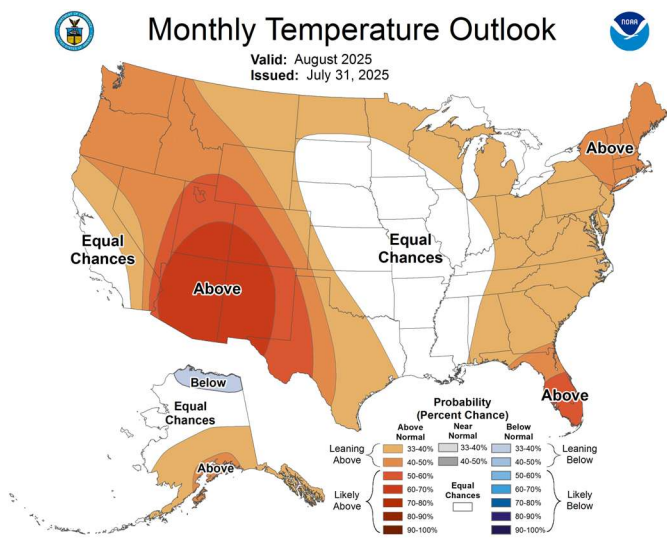 Monthly Temperature Outlook
NOAA
Valid: August 2025
Issued: July 31, 2025
Above
Equal
Chances
Equal
Chances
Above
Above
Below
Equal
Chances
Above
Probability
(Percent Chance)
Above
Normal
Near
Normal
Below
Normal
Leaning
Above
33-40%
40-50%
33-40%
40-50%
33-40%
40-50%
Leaning
Below
Likely
Above
50-60%
60-70%
70-80%
80-90%
90-100%
Equal
Chances
50-60%
60-70%
70-80%
80-90%
90-100%
Likely
Below